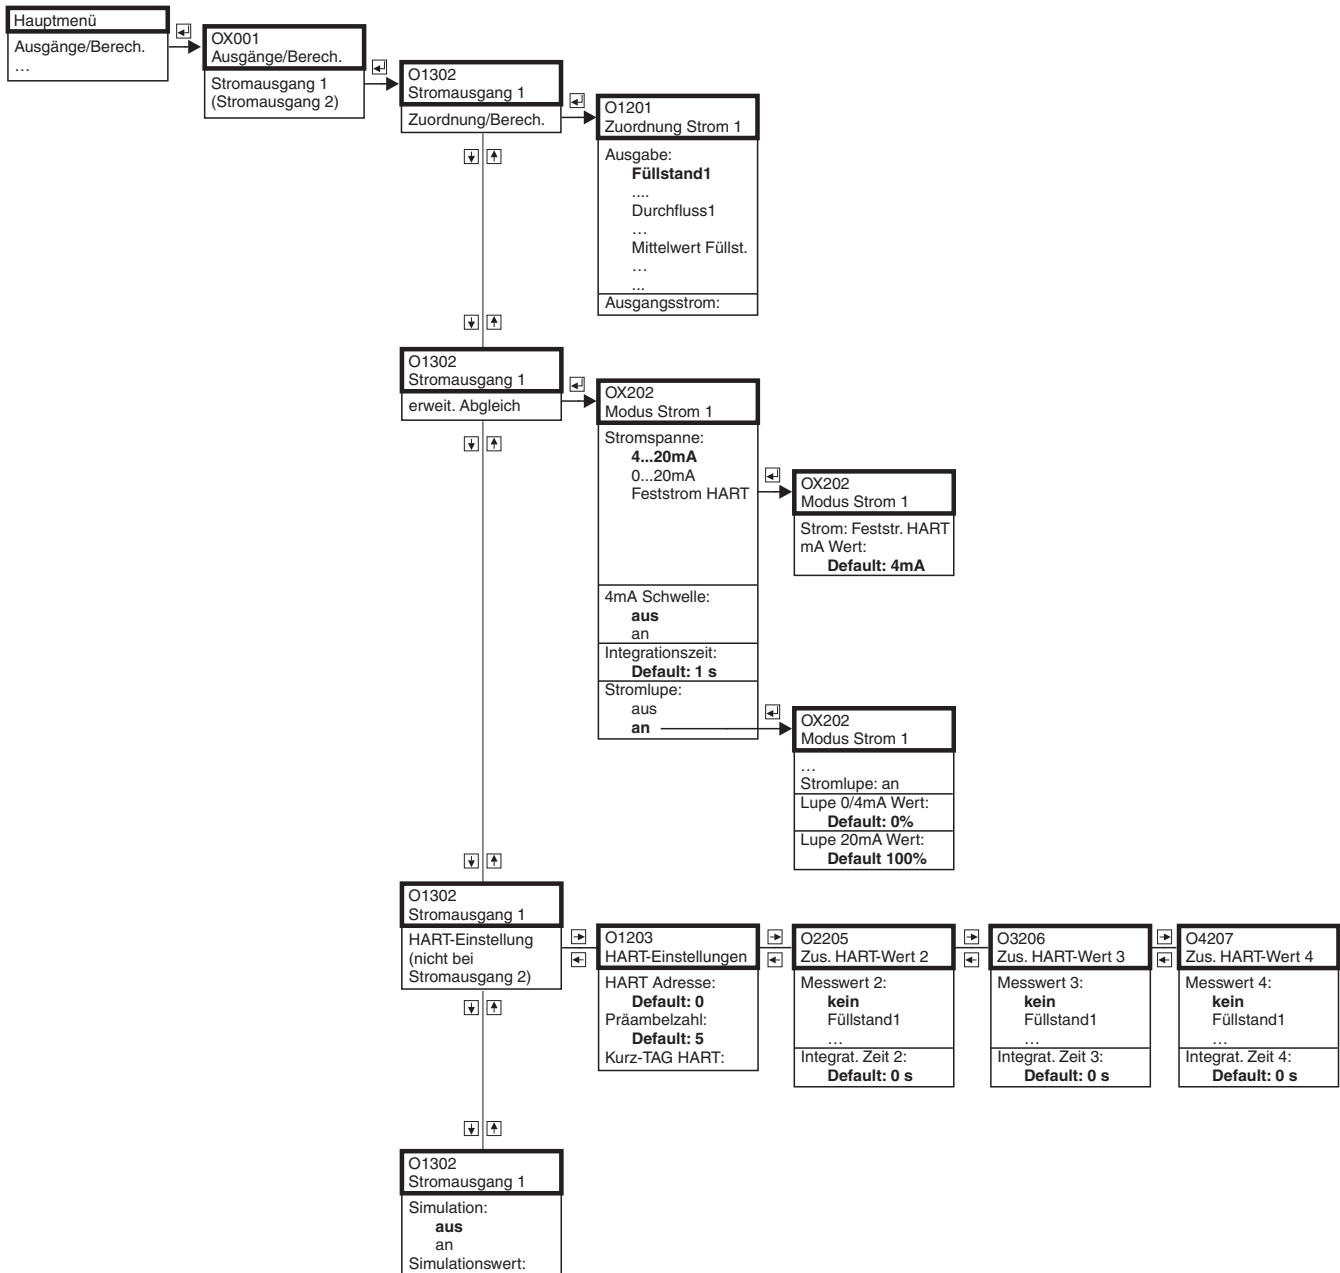 Hauptmenü
Ausgänge/Berech.
…
OX001
Ausgänge/Berech.
Stromausgang 1
(Stromausgang 2)
O1302
Stromausgang 1
Zuordnung/Berech.
O1201
Zuordnung Strom 1
Ausgabe:
Füllstand1
....
Durchfluss1
…
Mittelwert Füllst.
…
...
Ausgangsstrom:
O1302
Stromausgang 1
erweit. Abgleich
OX202
Modus Strom 1
Stromspanne:
4...20mA
0...20mA
Feststrom HART
4mA Schwelle:
aus
an
Integrationszeit:
Default: 1 s
Stromlupe:
aus
an
OX202
Modus Strom 1
Strom: Feststr. HART
mA Wert:
Default: 4mA
OX202
Modus Strom 1
…
Stromlupe: an
Lupe 0/4mA Wert:
Default: 0%
Lupe 20mA Wert:
Default 100%
O1302
Stromausgang 1
HART-Einstellung
(nicht bei
Stromausgang 2)
O1203
HART-Einstellungen
HART Adresse:
Default: 0
Präambelzahl:
Default: 5
Kurz-TAG HART:
O2205
Zus. HART-Wert 2
Messwert 2:
kein
Füllstand1
…
Integrat. Zeit 2:
Default: 0 s
O3206
Zus. HART-Wert 3
Messwert 3:
kein
Füllstand1
…
Integrat. Zeit 3:
Default: 0 s
O4207
Zus. HART-Wert 4
Messwert 4:
kein
Füllstand1
…
Integrat. Zeit 4:
Default: 0 s
O1302
Stromausgang 1
Simulation:
aus
an
Simulationswert: